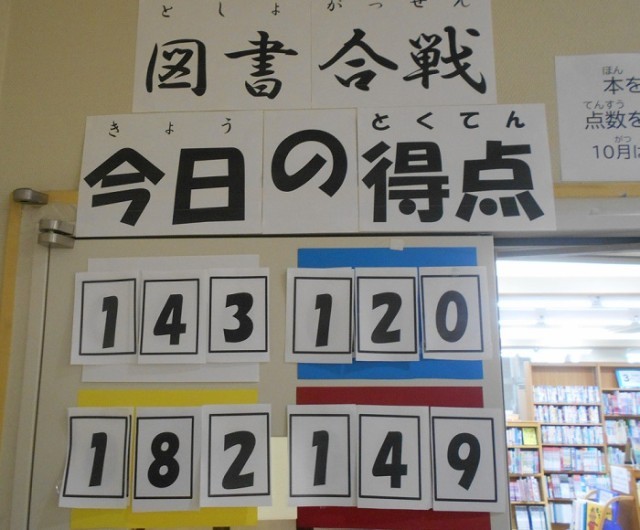 としょがっせん
図書合戦
きょうとくてん
今日の得点
143 120
182 149
ほん
本を
てんすう
点数を
がつ
10月は